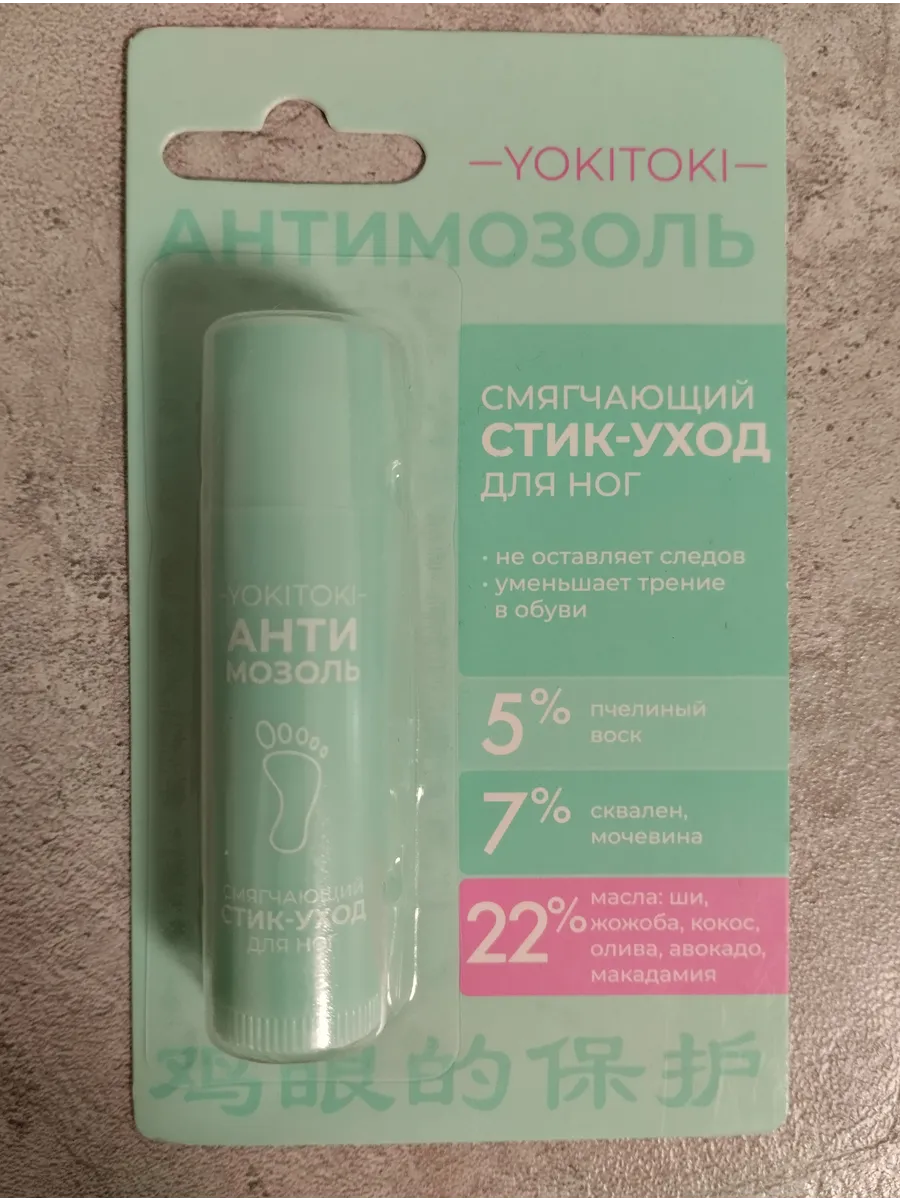 —YOKITOKI—
АНТИМОЗОЛЬ
СМЯГЧАЮЩИЙ
СТИК-УХОД
ДЛЯ НОГ
· не оставляет следов
· уменьшает трение
в обуви
5% пчелиный
воск
7% сквален,
мочевина
22% масла: ши,
жожоба, кокос,
олива, авокадо,
макадамия
-YOKITOKI-
АНТИ
МОЗОЛЬ
СМЯГЧАЮЩИЙ
СТИК-УХОД
ДЛЯ НОГ
鸡眼的保护